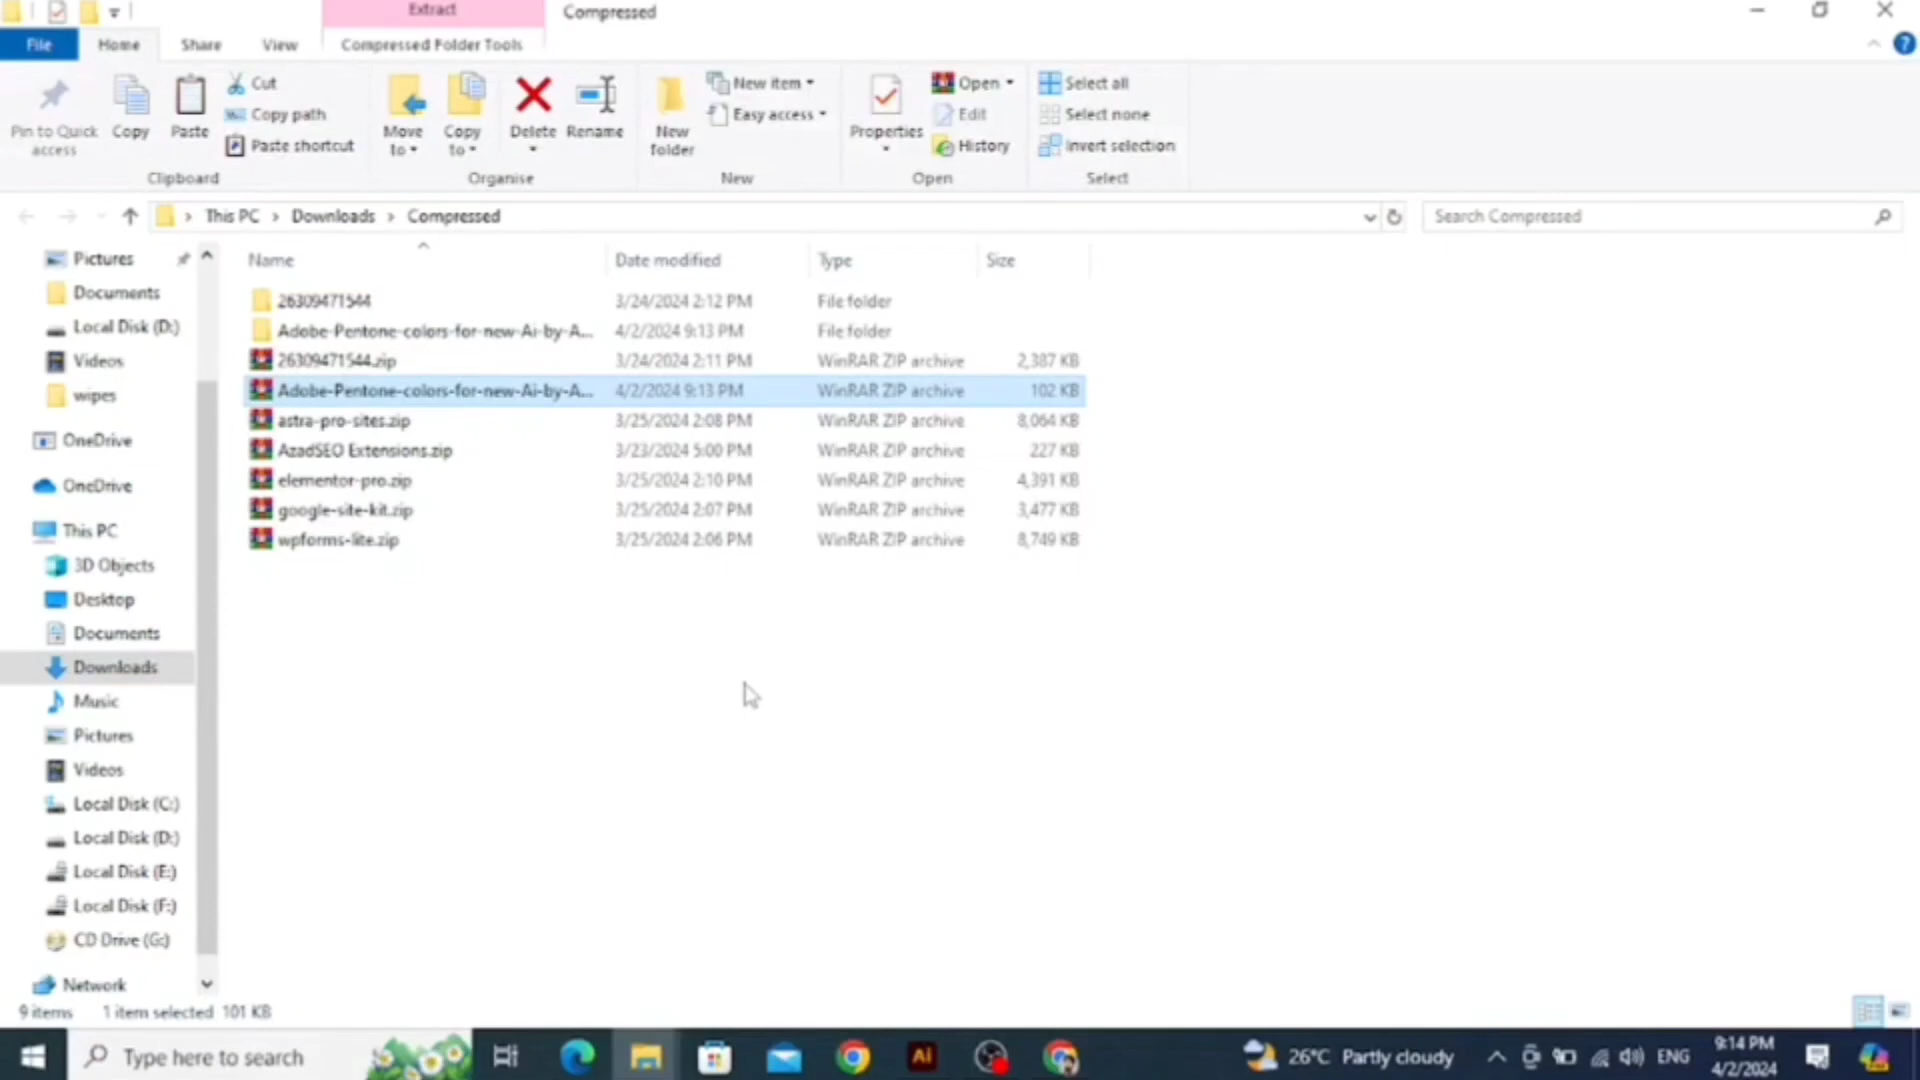 Extract
Compressed
File
Home
Share
View
Compressed Folder Tools
Pin to Quick access
Copy
Paste
Cut
Copy path
Paste shortcut
Clipboard
Move to
Copy to
Delete
Rename
Organise
New folder
New item
Easy access
New
Properties
Open
Edit
History
Open
Select all
Select none
Invert selection
Select
This PC > Downloads > Compressed
Search Compressed
Name Date modified Type Size
26309471544 3/24/2024 2:12 PM File folder
Adobe-Pentone-colors-for-new-Ai-by-A... 4/2/2024 9:13 PM File folder
26309471544.zip 3/24/2024 2:11 PM WinRAR ZIP archive 2,387 KB
Adobe-Pentone-colors-for-new-Ai-by-A... 4/2/2024 9:13 PM WinRAR ZIP archive 102 KB
astra-pro-sites.zip 3/25/2024 2:08 PM WinRAR ZIP archive 8,064 KB
AzadSEO Extensions.zip 3/23/2024 5:00 PM WinRAR ZIP archive 227 KB
elementor-pro.zip 3/25/2024 2:10 PM WinRAR ZIP archive 4,391 KB
google-site-kit.zip 3/25/2024 2:07 PM WinRAR ZIP archive 3,477 KB
wpforms-lite.zip 3/25/2024 2:06 PM WinRAR ZIP archive 8,749 KB
Pictures
Documents
Local Disk (D:)
Videos
wipes
OneDrive
OneDrive
This PC
3D Objects
Desktop
Documents
Downloads
Music
Pictures
Videos
Local Disk (C:)
Local Disk (D:)
Local Disk (E:)
Local Disk (F:)
CD Drive (G:)
Network
9 items 1 item selected 101 KB
Type here to search
Ai
26°C Partly cloudy
ENG
9:14 PM
4/2/2024